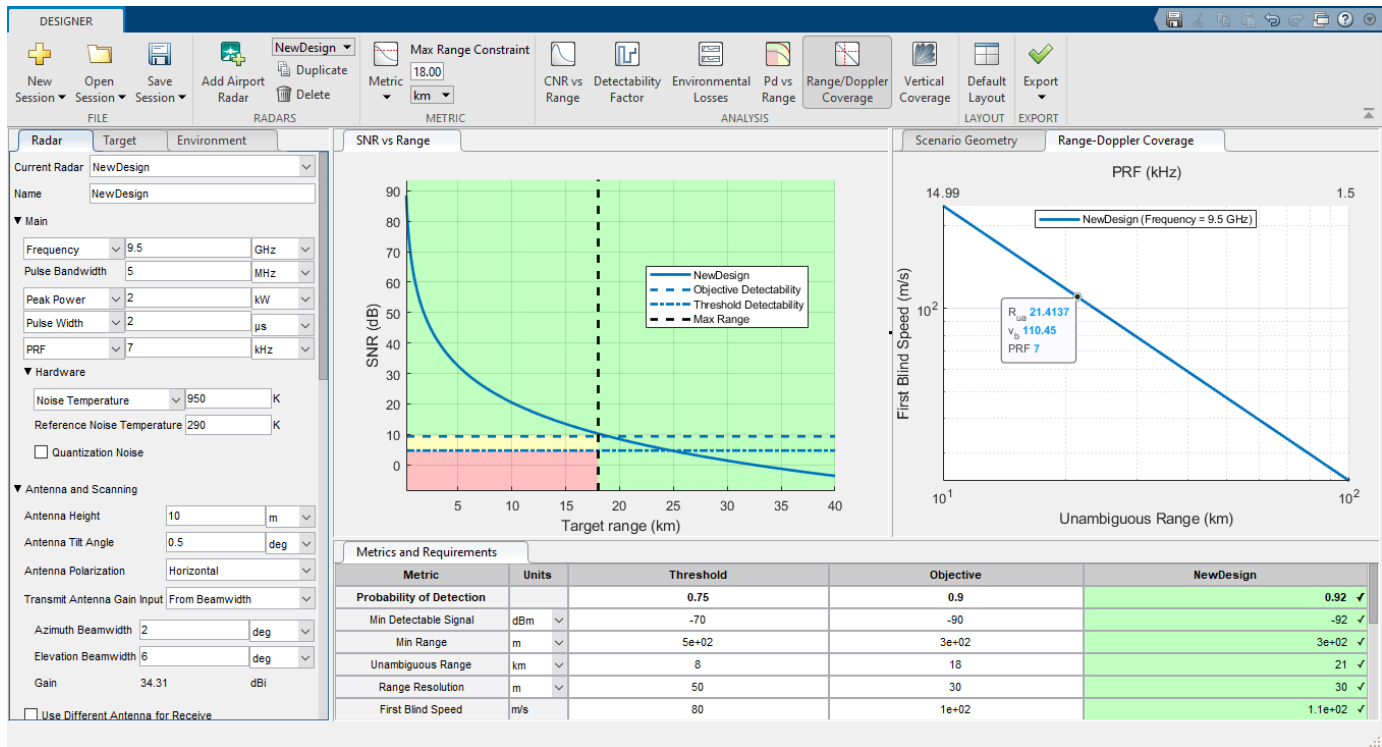 DESIGNER
New Session
Open Session
Save Session
FILE
Add Airport Radar
NewDesign
Duplicate
Delete
RADARS
Metric
Max Range Constraint
18.00
km
METRIC
CNR vs Range
Detectability Factor
Environmental Losses
Pd vs Range
Range/Doppler Coverage
Vertical Coverage
ANALYSIS
Default Layout
LAYOUT
Export
EXPORT
Radar Target Environment
Current Radar NewDesign
Name NewDesign
Main
Frequency 9.5 GHz
Pulse Bandwidth 5 MHz
Peak Power 2 kW
Pulse Width 2 µs
PRF 7 kHz
Hardware
Noise Temperature 950 K
Reference Noise Temperature 290 K
Quantization Noise
Antenna and Scanning
Antenna Height 10 m
Antenna Tilt Angle 0.5 deg
Antenna Polarization Horizontal
Transmit Antenna Gain Input From Beamwidth
Azimuth Beamwidth 2 deg
Elevation Beamwidth 6 deg
Gain 34.31 dBi
Use Different Antenna for Receive
SNR vs Range
SNR (dB)
90
80
70
60
50
40
30
20
10
0
NewDesign
Objective Detectability
Threshold Detectability
Max Range
5 10 15 20 25 30 35 40
Target range (km)
Scenario Geometry Range-Doppler Coverage
PRF (kHz)
14.99 1.5
NewDesign (Frequency = 9.5 GHz)
First Blind Speed (m/s)
10²
R_ua 21.4137
v_b 110.45
PRF 7
10¹ 10²
Unambiguous Range (km)
Metrics and Requirements
Metric Units Threshold Objective NewDesign
Probability of Detection 0.75 0.9 0.92 ✓
Min Detectable Signal dBm -70 -90 -92 ✓
Min Range m 5e+02 3e+02 3e+02 ✓
Unambiguous Range km 8 18 21 ✓
Range Resolution m 50 30 30 ✓
First Blind Speed m/s 80 1e+02 1.1e+02 ✓